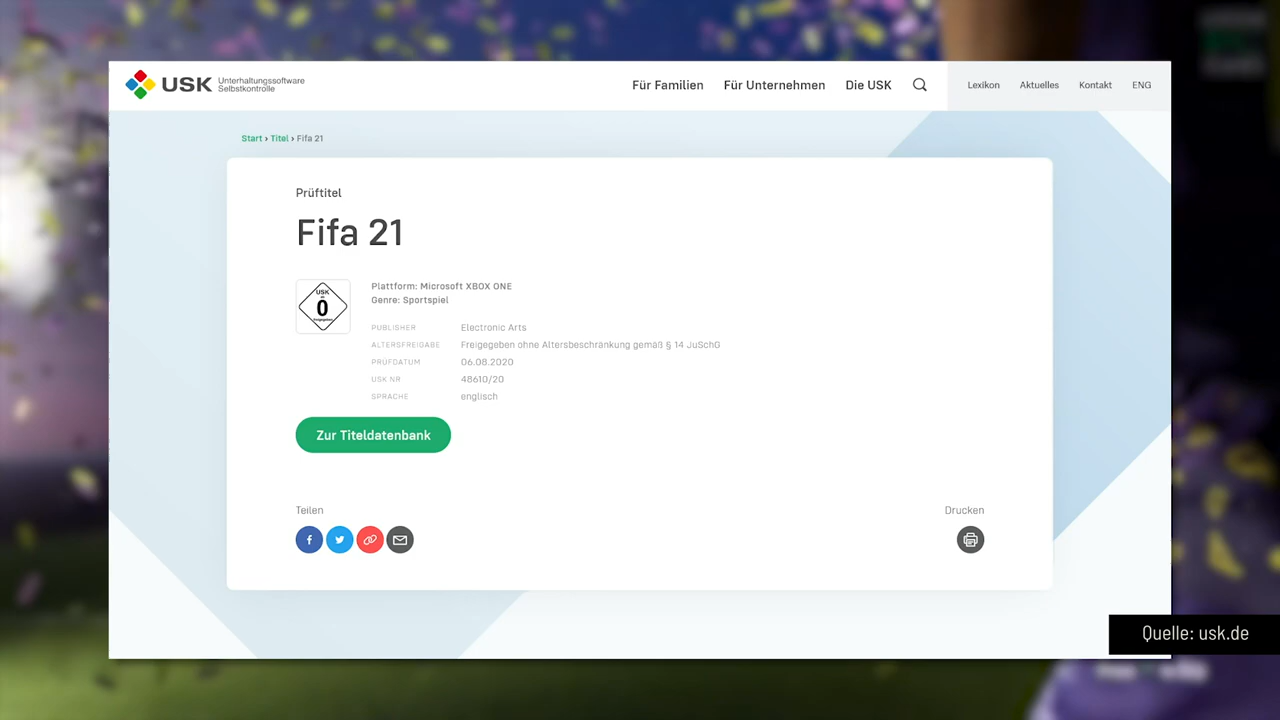 USK Unterhaltungssoftware
Selbstkontrolle
Für Familien Für Unternehmen Die USK
Lexikon Aktuelles Kontakt ENG
Start › Titel › Fifa 21
Prüftitel
Fifa 21
USK
ab
0
freigegeben
Plattform: Microsoft XBOX ONE
Genre: Sportspiel
PUBLISHER Electronic Arts
ALTERSFREIGABE Freigegeben ohne Altersbeschränkung gemäß § 14 JuSchG
PRÜFDATUM 06.08.2020
USK NR 48610/20
SPRACHE englisch
Zur Titeldatenbank
Teilen
Drucken
Quelle: usk.de